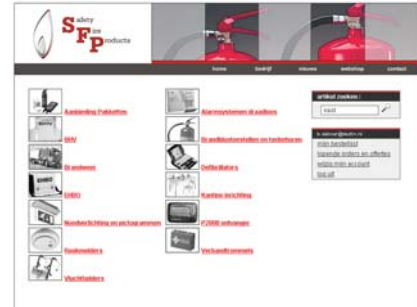 Safety
Fire
Products
home bedrijf nieuws webshop contact
Aanbieding Pakketten
BHV
Brandweer
EHBO
Noodverlichting en pictogrammen
Rookmelders
Vluchtladders
Alarmsystemen draadloos
Brandblustoestellen en toebehoren
Defibrillators
Kantine inrichting
P2000 ontvanger
Verbandtrommels
artikel zoeken :
mijn bestellijst
lopende orders en offertes
wijzig mijn account
log uit